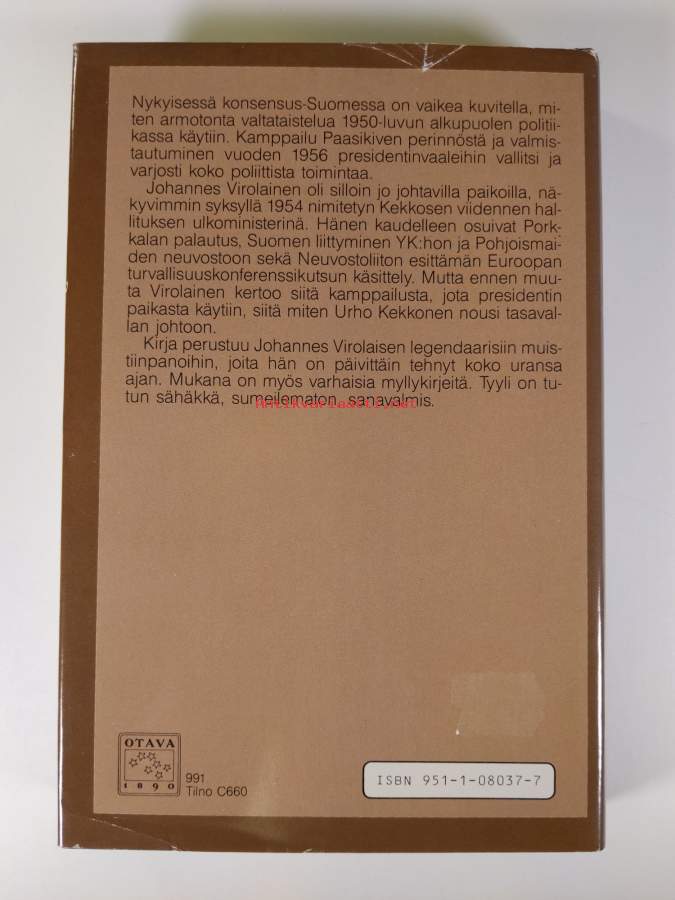 Nykyisessä konsensus-Suomessa on vaikea kuvitella, mi-
ten armotonta valtataistelua 1950-luvun alkupuolen politii-
kassa käytiin. Kamppailu Paasikiven perinnöstä ja valmis-
tautuminen vuoden 1956 presidentinvaaleihin vallitsi ja
varjosti koko poliittista toimintaa.
Johannes Virolainen oli silloin jo johtavilla paikoilla, nä-
kyvimmin syksyllä 1954 nimitetyn Kekkosen viidennen hal-
lituksen ulkoministerinä. Hänen kaudelleen osuivat Pork-
kalan palautus, Suomen liittyminen YK:hon ja Pohjoismai-
den neuvostoon sekä Neuvostoliiton esittämän Euroopan
turvallisuuskonferenssikutsun käsittely. Mutta ennen muu-
ta Virolainen kertoo siitä kamppailusta, jota presidentin
paikasta käytiin, siitä miten Urho Kekkonen nousi tasaval-
lan johtoon.
Kirja perustuu Johannes Virolaisen legendaarisiin muis-
tiinpanoihin, joita hän on päivittäin tehnyt koko uransa
ajan. Mukana on myös varhaisia myllykirjeitä. Tyyli on tu-
tun sähäkkä, sumeilematon, sanavalmis.
Antikvariaatti.net
OTAVA
1890
991
Tilno C660
ISBN 951-1-08037-7